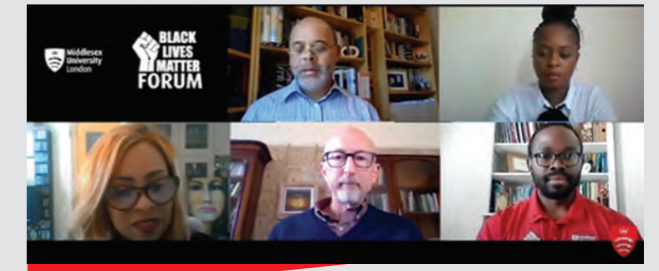 Middlesex
University
London
BLACK
LIVES
MATTER
FORUM